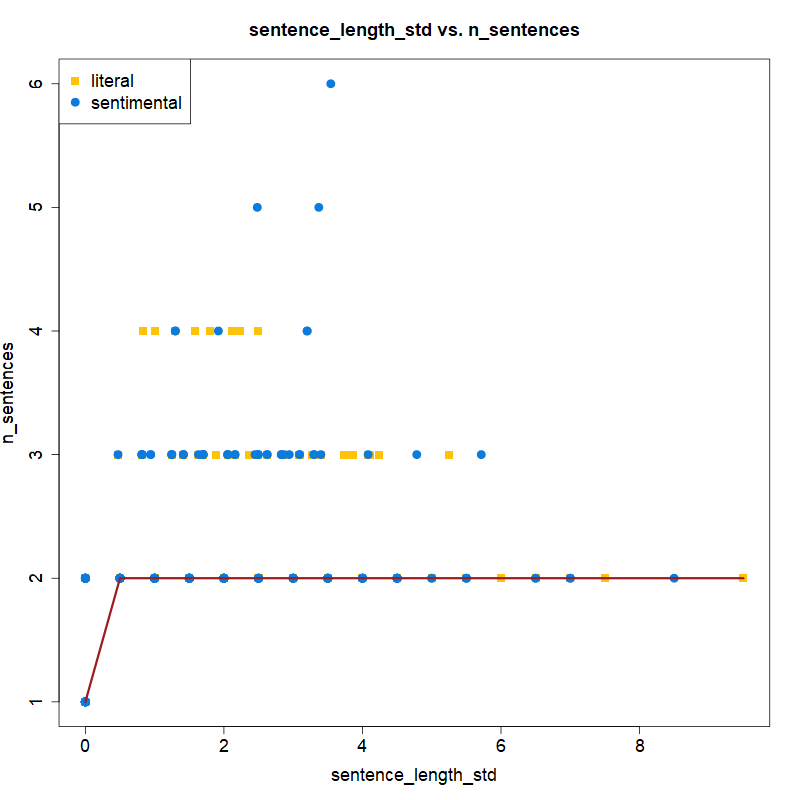 sentence_length_std vs. n_sentences
literal
sentimental
n_sentences
6
5
4
3
2
1
0 2 4 6 8
sentence_length_std